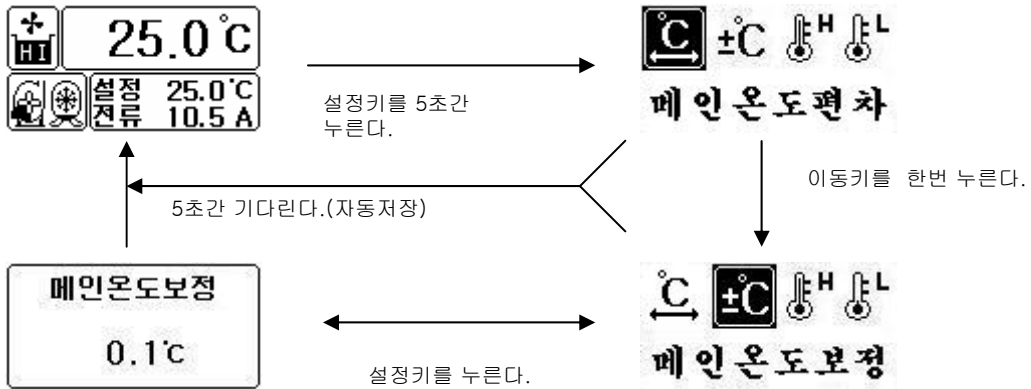 HI
25.0℃
설정 25.0℃
전류 10.5 A
설정키를 5초간
누른다.
℃ ±℃ H L
메인온도편차
이동키를 한번 누른다.
5초간 기다린다.(자동저장)
메인온도보정
0.1℃
설정키를 누른다.
℃ ±℃ H L
메인온도보정